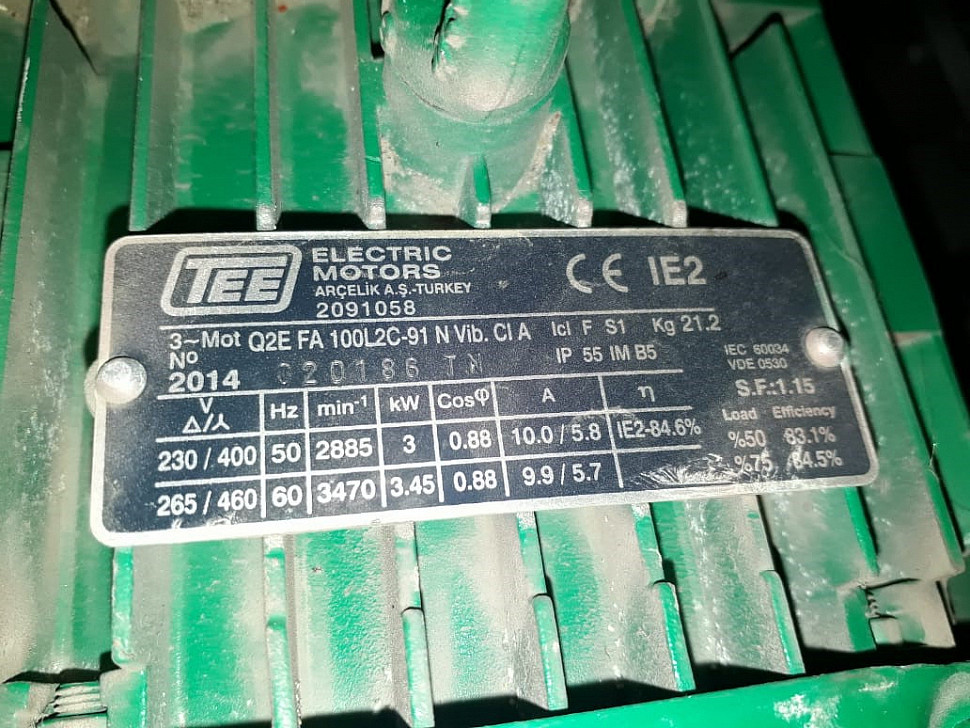 TEE
ELECTRIC
MOTORS
ARÇELİK A.Ş.-TURKEY
2091058
CE IE2
3~Mot Q2E FA 100L2C-91 N Vib. Cl A Icl F S1 Kg 21.2
No 2014 020186 TN IP 55 IM B5
IEC 60034
VDE 0530
S.F.:1.15
V Δ/⅄ Hz min⁻¹ kW Cosφ A η
230 / 400 50 2885 3 0.88 10.0 / 5.8 IE2-84.6%
265 / 460 60 3470 3.45 0.88 9.9 / 5.7
Load Efficiency
%50 83.1%
%75 84.5%